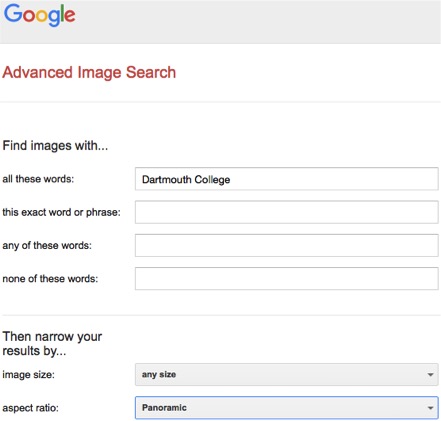 Google
Advanced Image Search
Find images with...
all these words: Dartmouth College
this exact word or phrase:
any of these words:
none of these words:
Then narrow your
results by...
image size: any size
aspect ratio: Panoramic